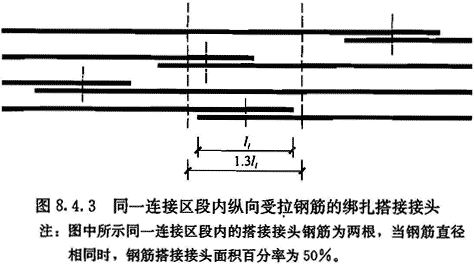 l_l
1.3l_l
图 8.4.3 同一连接区段内纵向受拉钢筋的绑扎搭接接头
注：图中所示同一连接区段内的搭接接头钢筋为两根，当钢筋直径
相同时，钢筋搭接接头面积百分率为 50%。